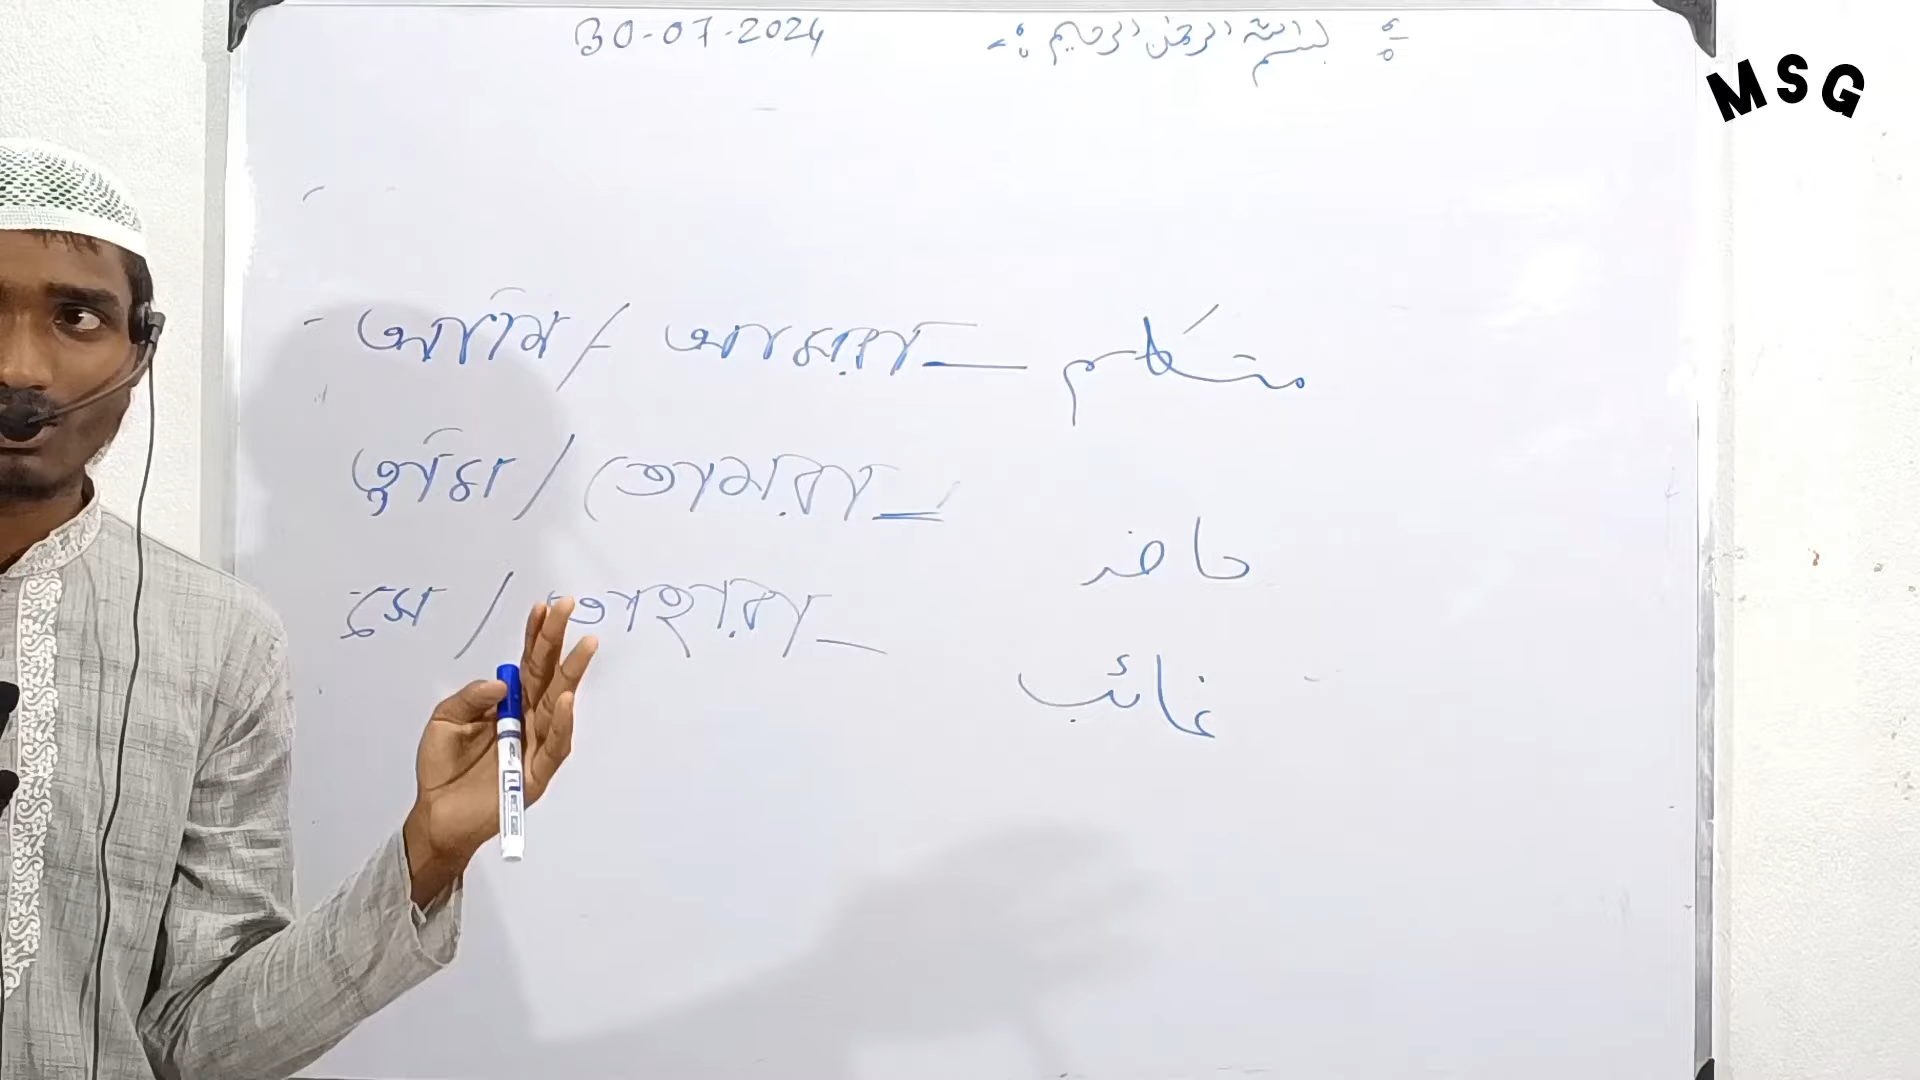 30-07-2024 بسم الله الرحمن الرحيم
MSG
আমি / আমরা — متكلم
তুমি / তোমরা —
حاضر
সে / তাহারা —
غائب